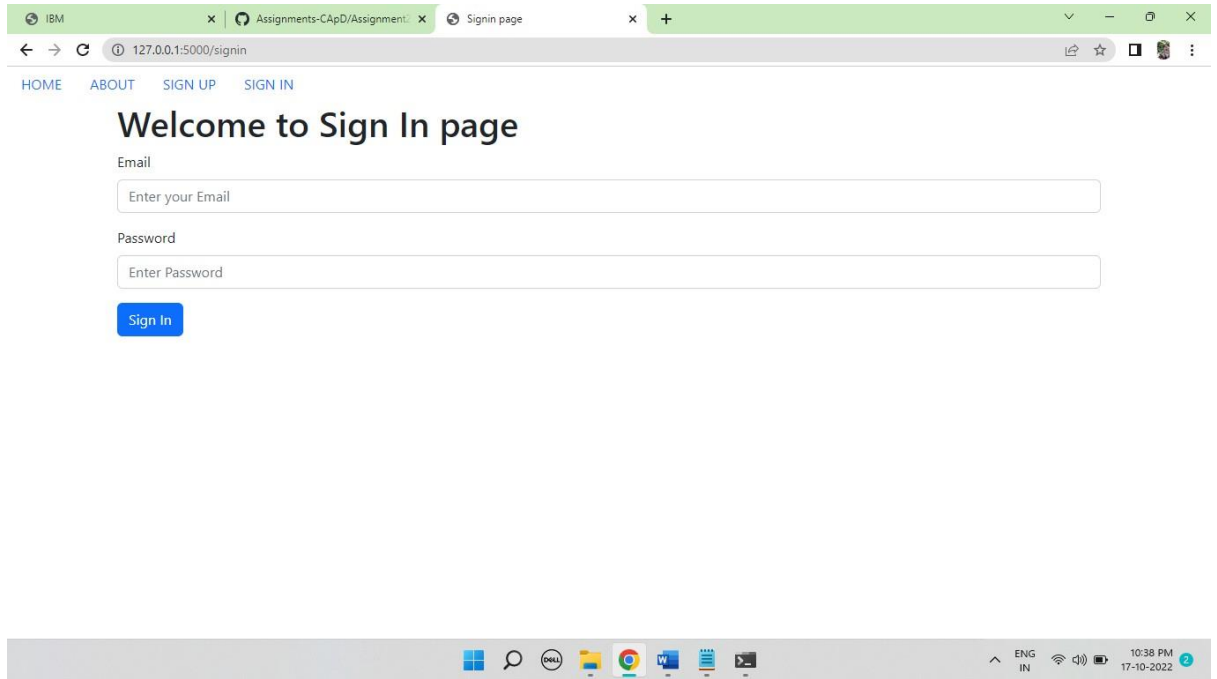 IBM
Assignments-CApD/Assignment2
Signin page
127.0.0.1:5000/signin
HOME ABOUT SIGN UP SIGN IN
Welcome to Sign In page
Email
Enter your Email
Password
Enter Password
Sign In
DELL
W
ENG
IN
10:38 PM
17-10-2022
2